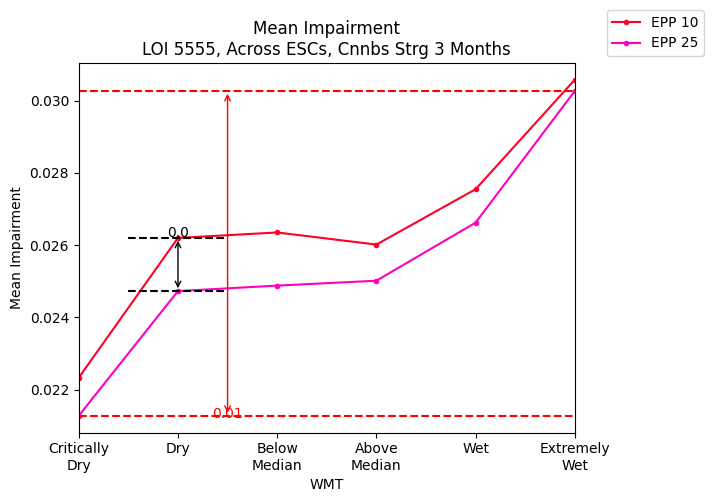 Mean Impairment
LOI 5555, Across ESCs, Cnnbs Strg 3 Months
EPP 10
EPP 25
Mean Impairment
0.030
0.028
0.026
0.024
0.022
0.0
0.01
Critically Dry
Dry
Below Median
Above Median
Wet
Extremely Wet
WMT